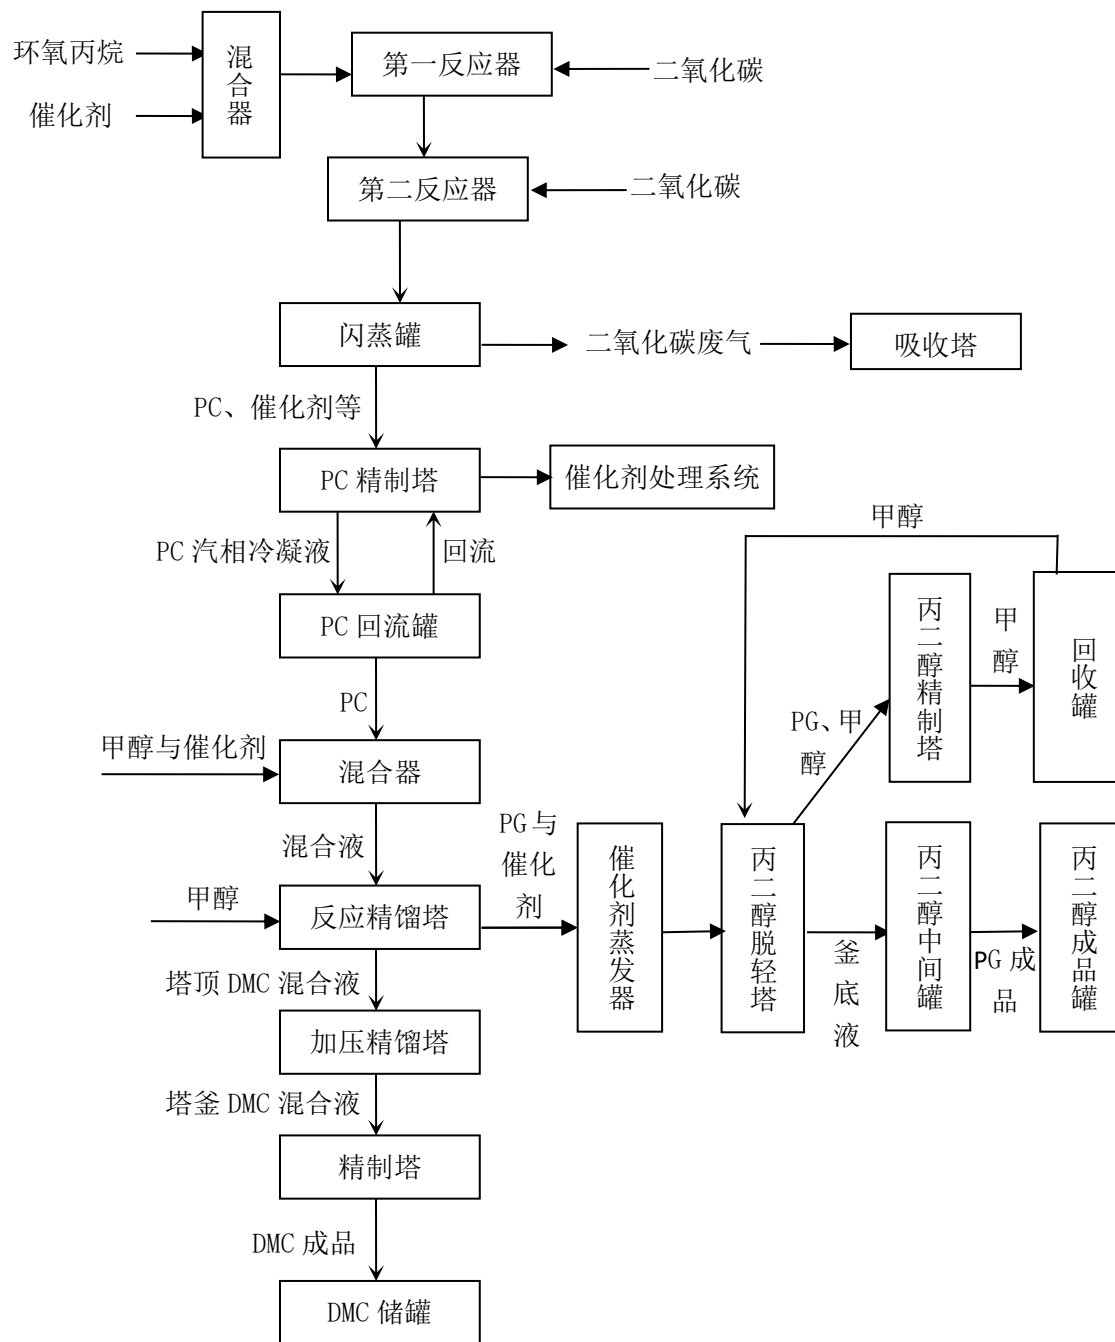 环氧丙烷
催化剂
混合器
第一反应器
二氧化碳
第二反应器
二氧化碳
闪蒸罐
二氧化碳废气
吸收塔
PC、催化剂等
PC 精制塔
催化剂处理系统
PC 汽相冷凝液
回流
PC 回流罐
PC
甲醇与催化剂
混合器
混合液
甲醇
反应精馏塔
PG 与
催化
剂
催化剂蒸发器
丙二醇脱轻塔
PG、甲
醇
丙二醇精制塔
甲
醇
回收罐
甲醇
釜
底
液
丙二醇中间罐
PG 成
品
丙二醇成品罐
塔顶 DMC 混合液
加压精馏塔
塔釜 DMC 混合液
精制塔
DMC 成品
DMC 储罐